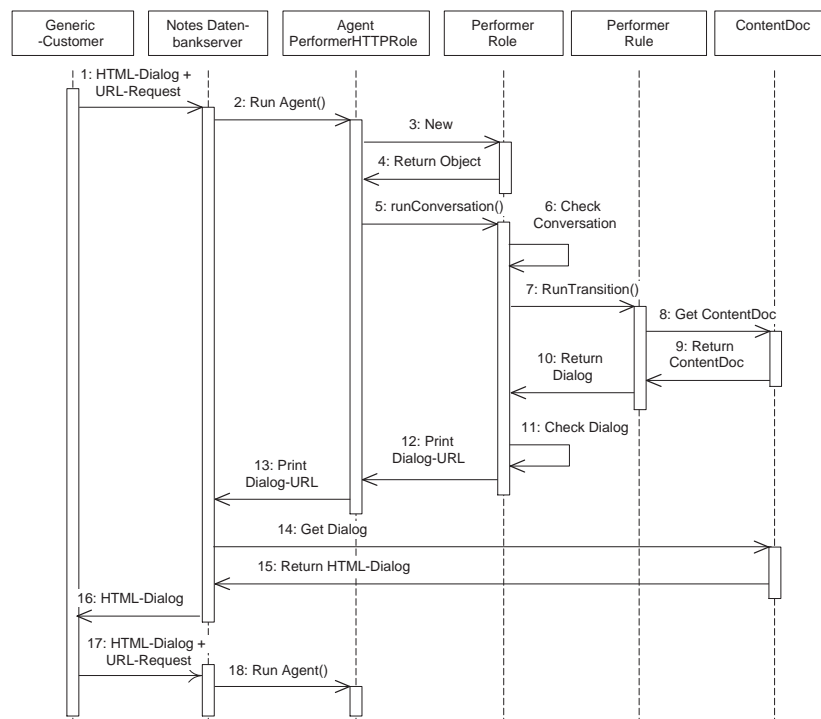 Generic
-Customer
Notes Daten-
bankserver
Agent
PerformerHTTPRole
Performer
Role
Performer
Rule
ContentDoc
1: HTML-Dialog +
URL-Request
2: Run Agent()
3: New
4: Return Object
5: runConversation()
6: Check
Conversation
7: RunTransition()
8: Get ContentDoc
9: Return
ContentDoc
10: Return
Dialog
11: Check Dialog
12: Print
Dialog-URL
13: Print
Dialog-URL
14: Get Dialog
15: Return HTML-Dialog
16: HTML-Dialog
17: HTML-Dialog +
URL-Request
18: Run Agent()